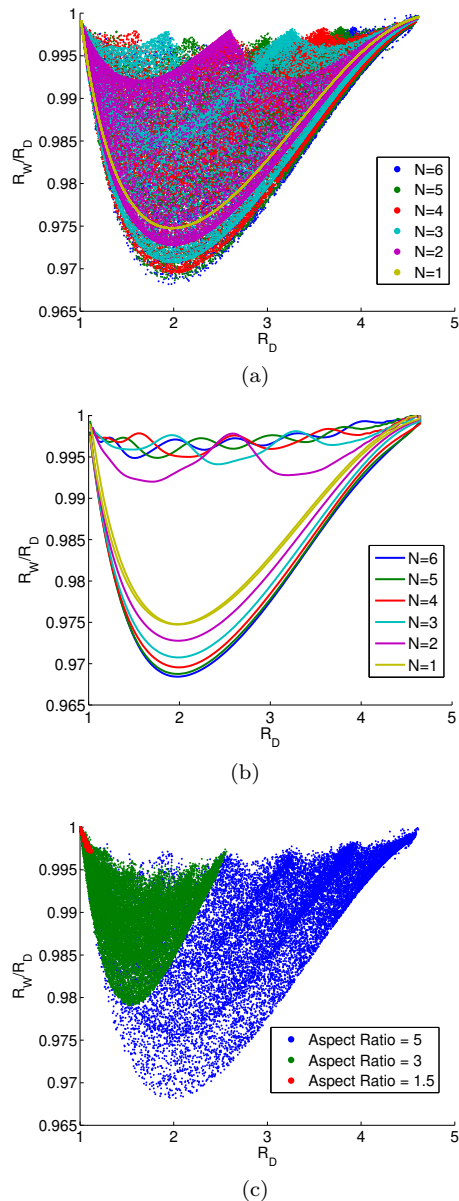 1
0.995
0.99
0.985
0.98
0.975
0.97
0.965
R_W/R_D
1 2 3 4 5
R_D
N=6
N=5
N=4
N=3
N=2
N=1
(a)
1
0.995
0.99
0.985
0.98
0.975
0.97
0.965
R_W/R_D
1 2 3 4 5
R_D
N=6
N=5
N=4
N=3
N=2
N=1
(b)
1
0.995
0.99
0.985
0.98
0.975
0.97
0.965
R_W/R_D
1 2 3 4 5
R_D
Aspect Ratio = 5
Aspect Ratio = 3
Aspect Ratio = 1.5
(c)